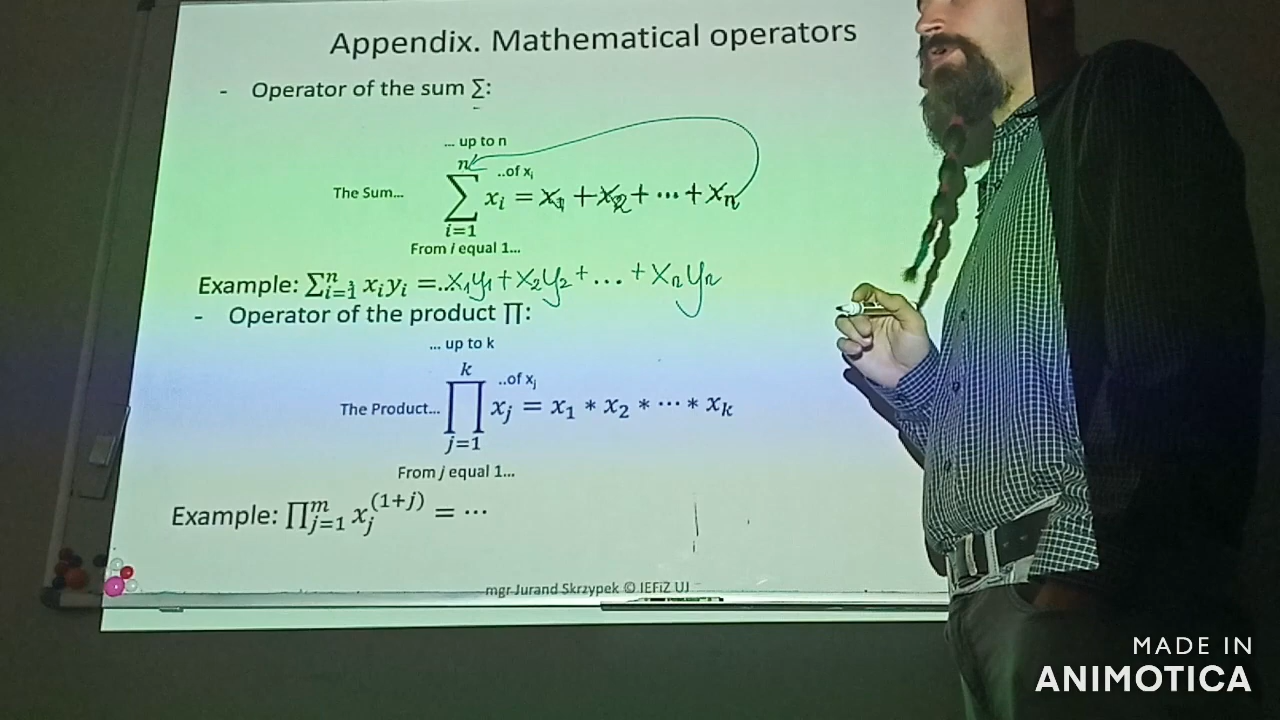 Appendix. Mathematical operators
- Operator of the sum ∑:
... up to n
n ..of xᵢ
The Sum... ∑ xᵢ = x₁ + x₂ + ⋯ + xₙ
i=1
From i equal 1...
Example: ∑ⁿᵢ₌₁ xᵢyᵢ = ..x₁y₁ + x₂y₂ + ... + xₙyₙ
- Operator of the product ∏:
... up to k
k ..of xⱼ
The Product... ∏ xⱼ = x₁ * x₂ * ⋯ * xₖ
j=1
From j equal 1...
Example: ∏ᵐⱼ₌₁ xⱼ⁽¹⁺ʲ⁾ = ⋯
mgr Jurand Skrzypek © IEFiZ UJ
MADE IN
ANIMOTICA